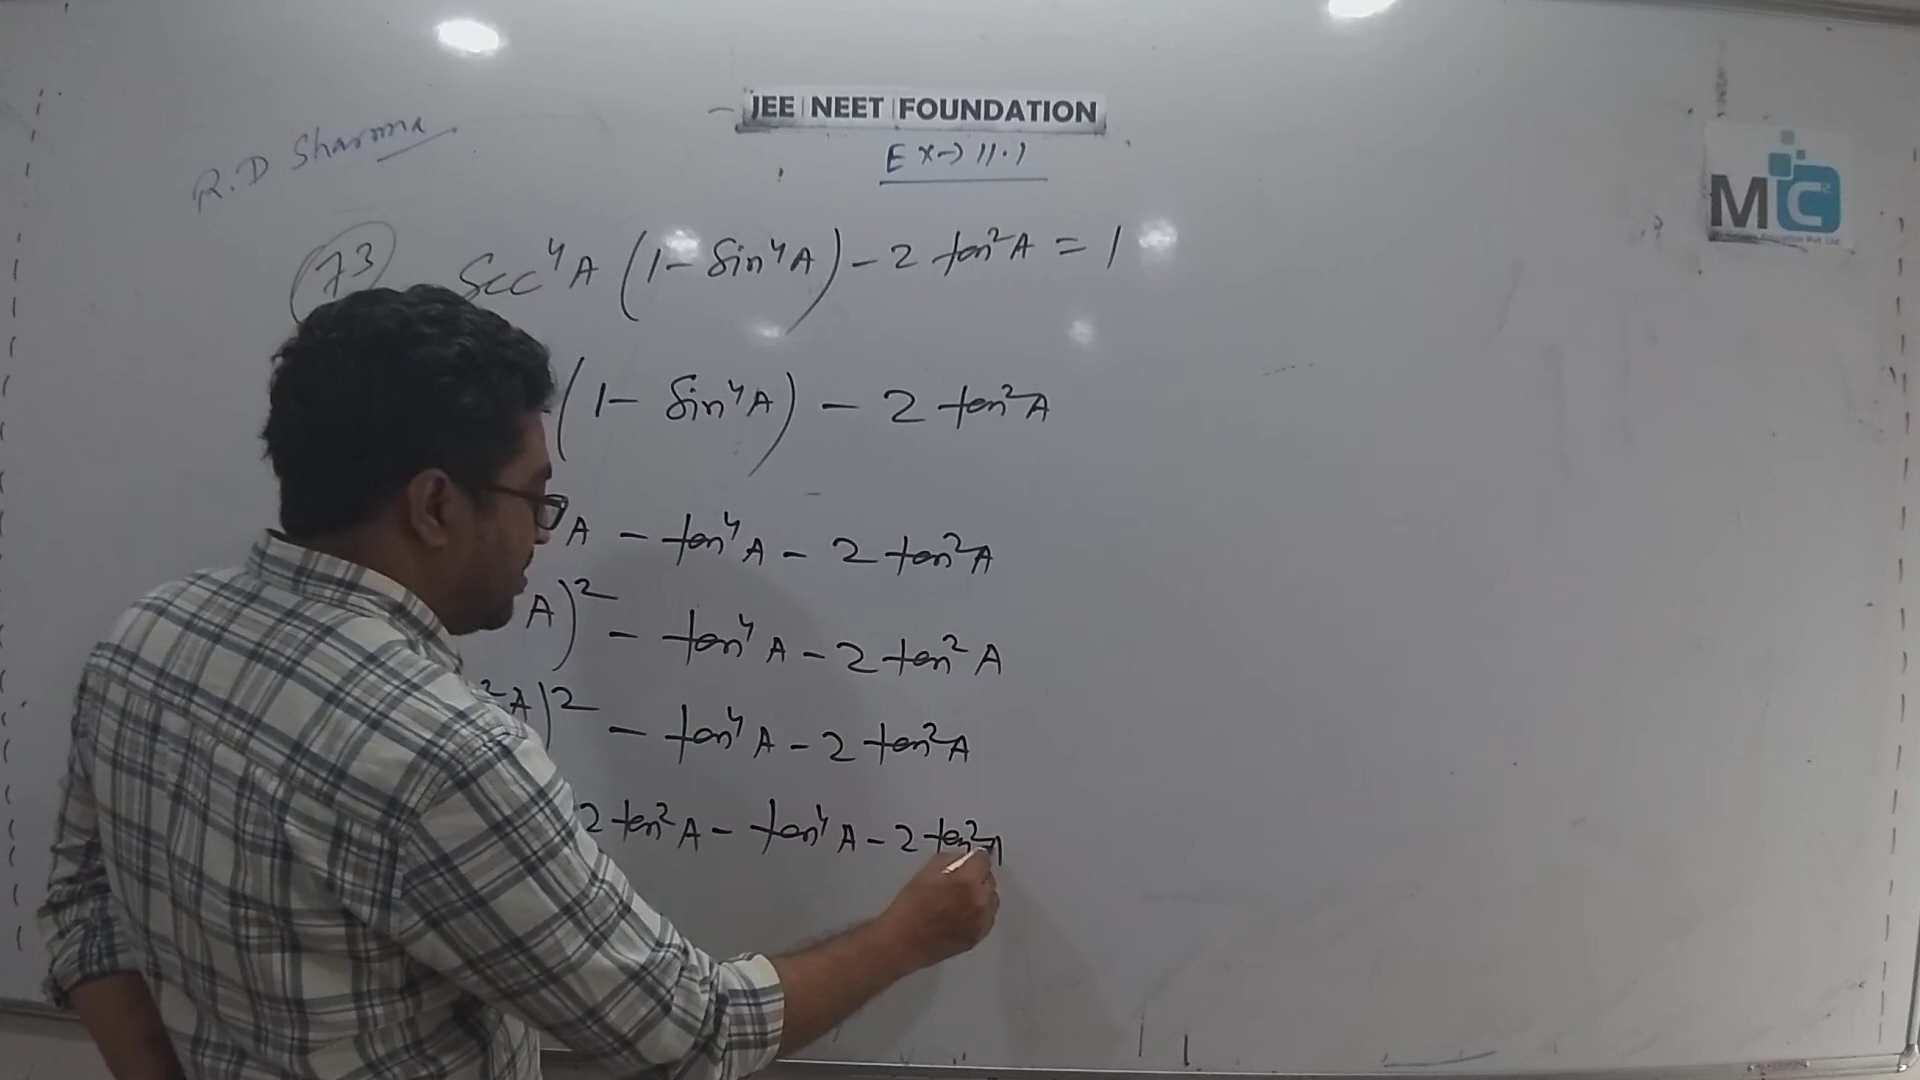 JEE NEET FOUNDATION
Ex→ 11.1
R.D Sharma
MC²
73 Sec⁴A (1 - Sin⁴A) - 2 tan²A = 1
(1 - Sin⁴A) - 2 tan²A
A - tan⁴A - 2 tan²A
A)² - tan⁴A - 2 tan²A
²A)² - tan⁴A - 2 tan²A
2 tan²A - tan⁴A - 2 tan²A